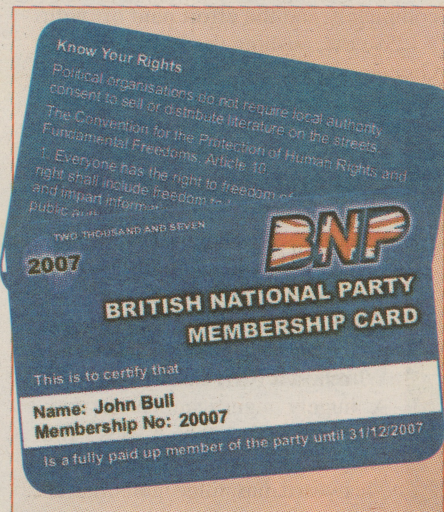 Know Your Rights
Political organisations do not require local authority
consent to sell or distribute literature on the streets.
The Convention for the Protection of Human Rights and
Fundamental Freedoms, Article 10
1. Everyone has the right to freedom of
right shall include freedom to
and impart inform
public au
TWO THOUSAND AND SEVEN
2007
BNP
BRITISH NATIONAL PARTY
MEMBERSHIP CARD
This is to certify that
Name: John Bull
Membership No: 20007
Is a fully paid up member of the party until 31/12/2007